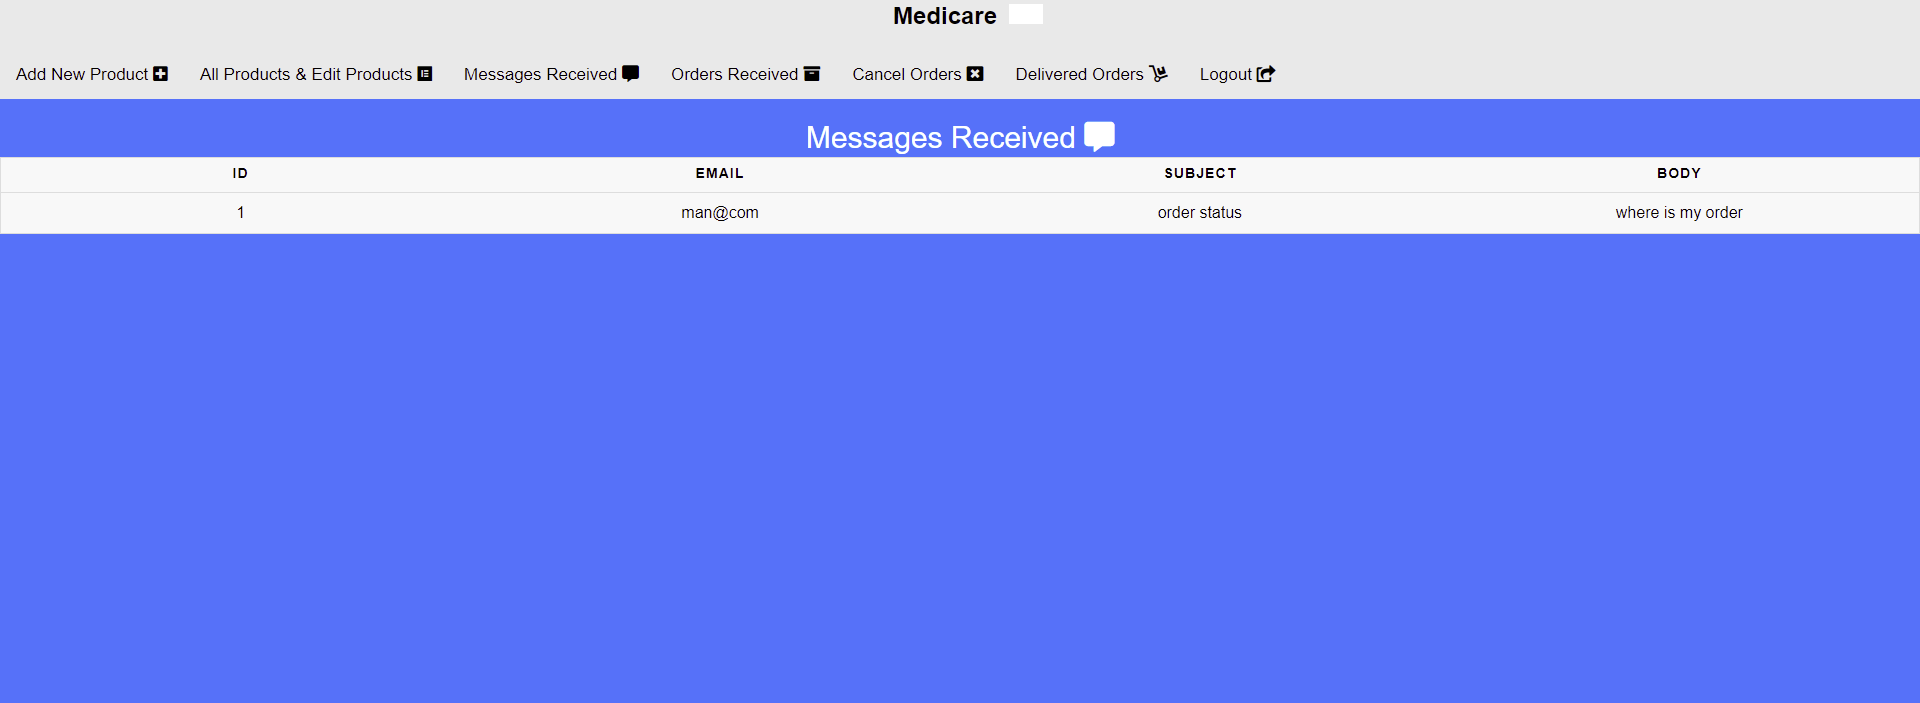 Medicare
Add New Product All Products & Edit Products Messages Received Orders Received Cancel Orders Delivered Orders Logout
Messages Received
ID EMAIL SUBJECT BODY
1 man@com order status where is my order